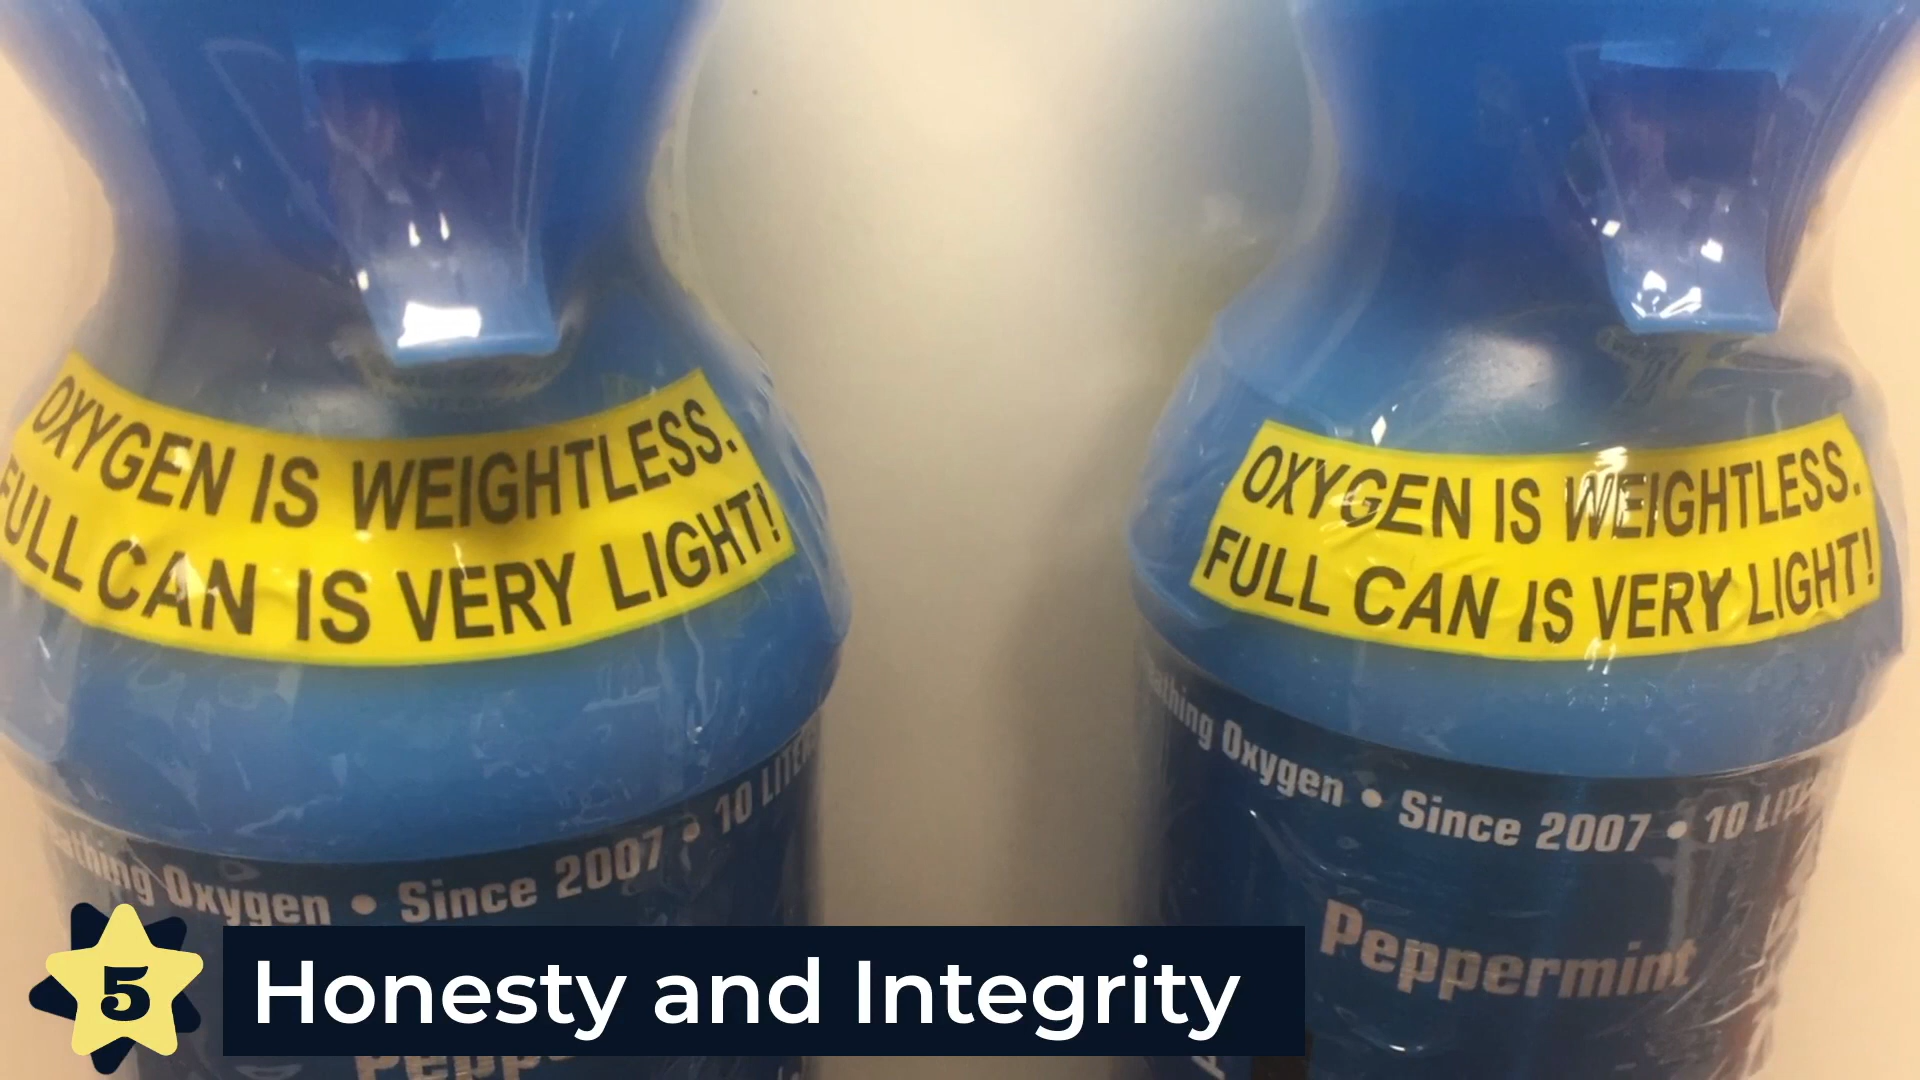 OXYGEN IS WEIGHTLESS.
FULL CAN IS VERY LIGHT!
OXYGEN IS WEIGHTLESS.
FULL CAN IS VERY LIGHT!
Oxygen • Since 2007 • 10
Oxygen • Since 2007 • 10
Peppermint
5
Honesty and Integrity